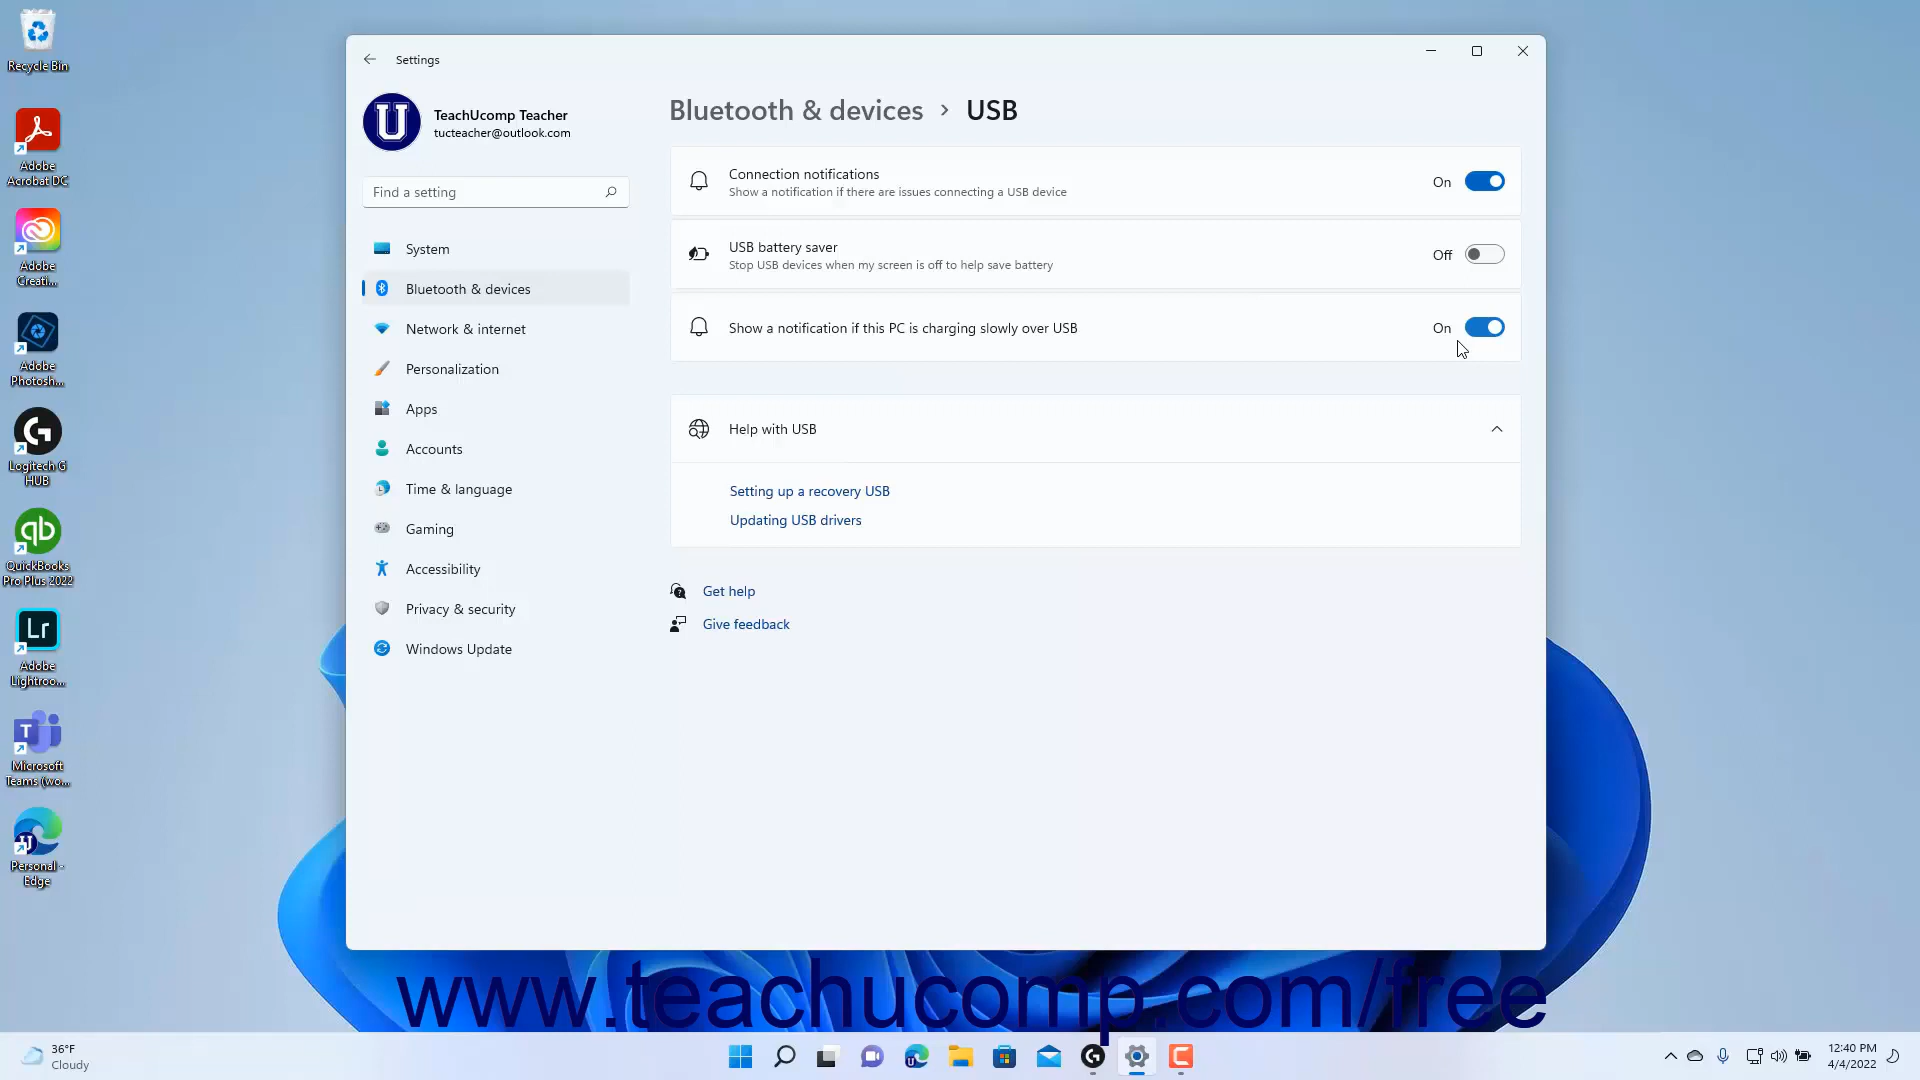 Recycle Bin
Adobe
Acrobat DC
Adobe
Creati...
Adobe
Photosh...
Logitech G
HUB
QuickBooks
Pro Plus 2022
Lr
Adobe
Lightroo...
Microsoft
Teams (wo...
Personal -
Edge
Settings
TeachUcomp Teacher
tucteacher@outlook.com
Find a setting
System
Bluetooth & devices
Network & internet
Personalization
Apps
Accounts
Time & language
Gaming
Accessibility
Privacy & security
Windows Update
Bluetooth & devices › USB
Connection notifications
Show a notification if there are issues connecting a USB device
On
USB battery saver
Stop USB devices when my screen is off to help save battery
Off
Show a notification if this PC is charging slowly over USB
On
Help with USB
Setting up a recovery USB
Updating USB drivers
Get help
Give feedback
www.teachucomp.com/free
36°F
Cloudy
12:40 PM
4/4/2022